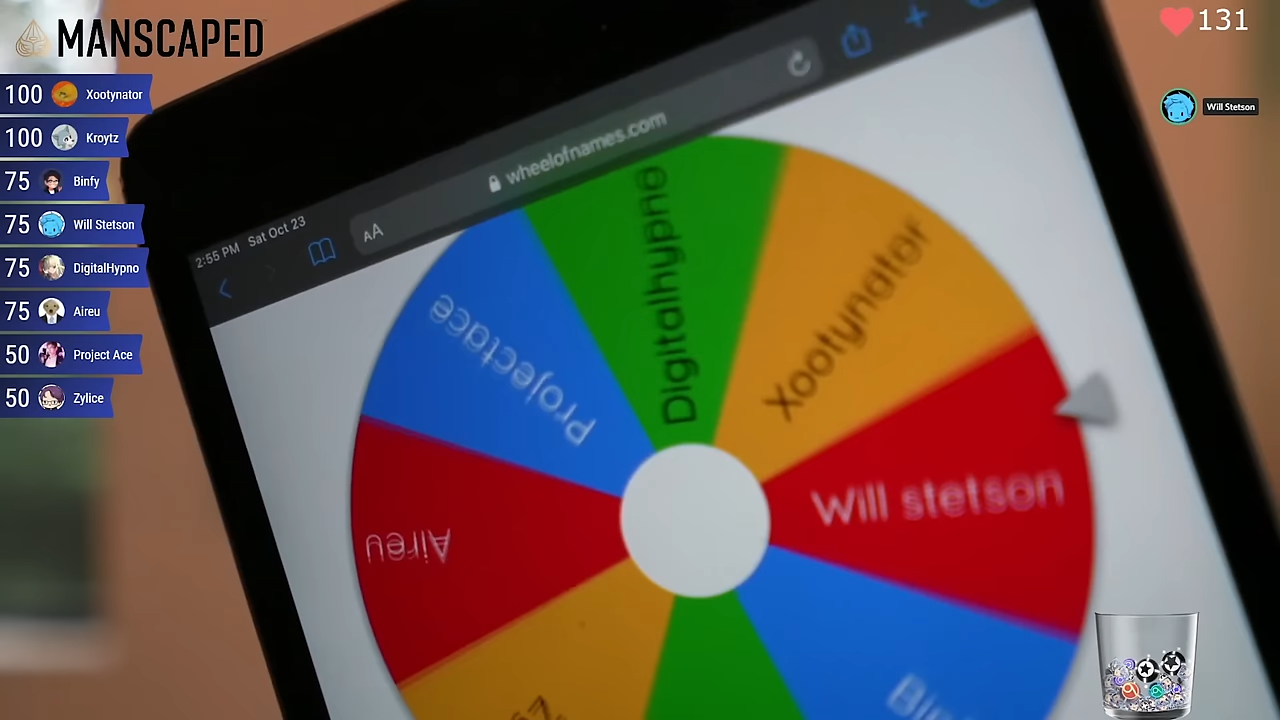 MANSCAPED
131
100 Xootynator
100 Kroytz
75 Binfy
75 Will Stetson
75 DigitalHypno
75 Aireu
50 Project Ace
50 Zylice
Will Stetson
2:55 PM Sat Oct 23
AA
wheelofnames.com
Digitalhypno
Xootynator
Projectace
Will stetson
Aireu